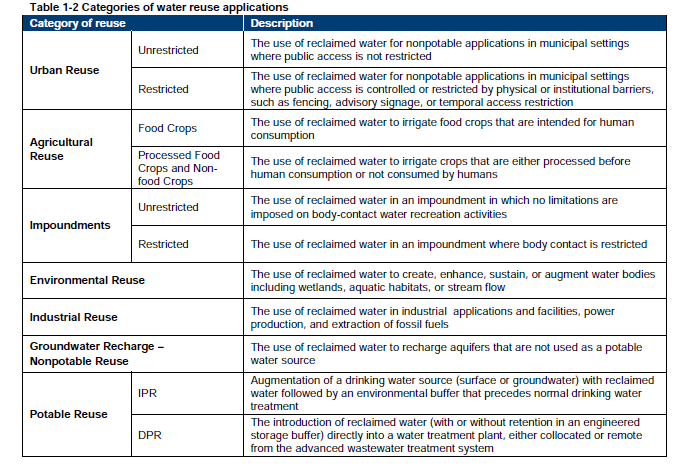 Table 1-2 Categories of water reuse applications
Category of reuse Description
Urban Reuse
Unrestricted
The use of reclaimed water for nonpotable applications in municipal settings
where public access is not restricted
Restricted
The use of reclaimed water for nonpotable applications in municipal settings
where public access is controlled or restricted by physical or institutional barriers,
such as fencing, advisory signage, or temporal access restriction
Agricultural
Reuse
Food Crops
The use of reclaimed water to irrigate food crops that are intended for human
consumption
Processed Food
Crops and Non-
food Crops
The use of reclaimed water to irrigate crops that are either processed before
human consumption or not consumed by humans
Impoundments
Unrestricted
The use of reclaimed water in an impoundment in which no limitations are
imposed on body-contact water recreation activities
Restricted
The use of reclaimed water in an impoundment where body contact is restricted
Environmental Reuse
The use of reclaimed water to create, enhance, sustain, or augment water bodies
including wetlands, aquatic habitats, or stream flow
Industrial Reuse
The use of reclaimed water in industrial applications and facilities, power
production, and extraction of fossil fuels
Groundwater Recharge –
Nonpotable Reuse
The use of reclaimed water to recharge aquifers that are not used as a potable
water source
Potable Reuse
IPR
Augmentation of a drinking water source (surface or groundwater) with reclaimed
water followed by an environmental buffer that precedes normal drinking water
treatment
DPR
The introduction of reclaimed water (with or without retention in an engineered
storage buffer) directly into a water treatment plant, either collocated or remote
from the advanced wastewater treatment system